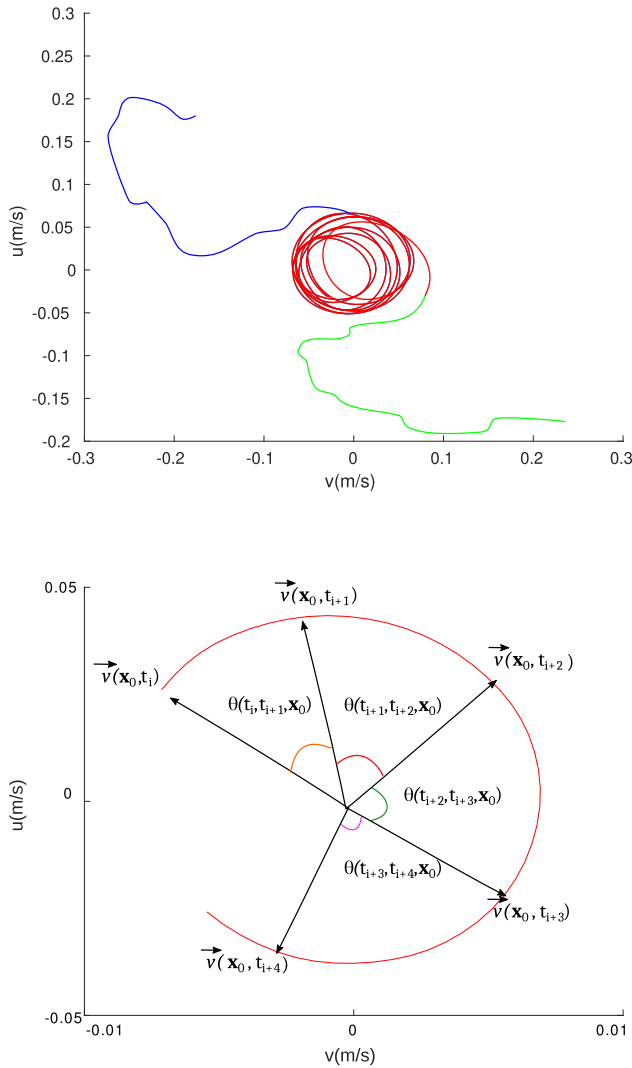 0.3
0.2
0.15
0.1
0.05
0
-0.05
-0.1
-0.15
-0.2
u(m/s)
-0.3 -0.2 -0.1 0 0.1 0.2 0.3
v(m/s)
0.05
v(x₀,tᵢ₊₁)
v(x₀,tᵢ)
v(x₀,tᵢ₊₂)
θ(tᵢ,tᵢ₊₁,x₀) θ(tᵢ₊₁,tᵢ₊₂,x₀)
0
θ(tᵢ₊₂,tᵢ₊₃,x₀)
u(m/s)
θ(tᵢ₊₃,tᵢ₊₄,x₀)
v(x₀,tᵢ₊₃)
v(x₀,tᵢ₊₄)
-0.05
-0.01 0 0.01
v(m/s)